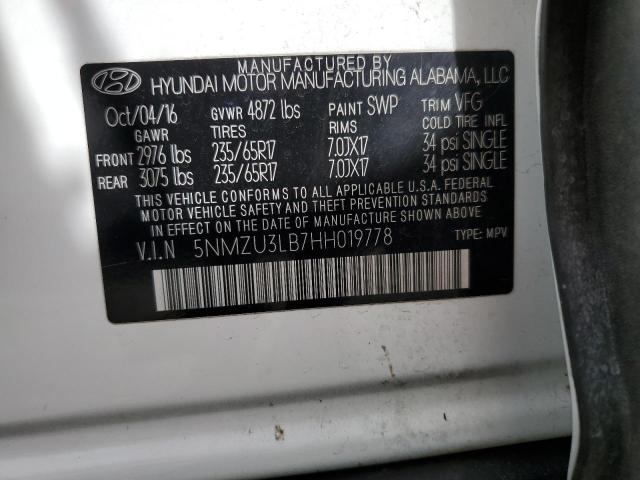 MANUFACTURED BY
HYUNDAI MOTOR MANUFACTURING ALABAMA, LLC
Oct/04/16 GVWR 4872 lbs PAINT SWP TRIM VFG
GAWR TIRES RIMS COLD TIRE INFL
FRONT 2976 lbs 235/65R17 7.0JX17 34 psi SINGLE
REAR 3075 lbs 235/65R17 7.0JX17 34 psi SINGLE
THIS VEHICLE CONFORMS TO ALL APPLICABLE U.S.A. FEDERAL
MOTOR VEHICLE SAFETY BUMPER, AND THEFT PREVENTION STANDARDS
IN EFFECT ON THE DATE OF MANUFACTURE SHOWN ABOVE.
V.I.N 5NMZU3LB7HH019778 TYPE: MPV